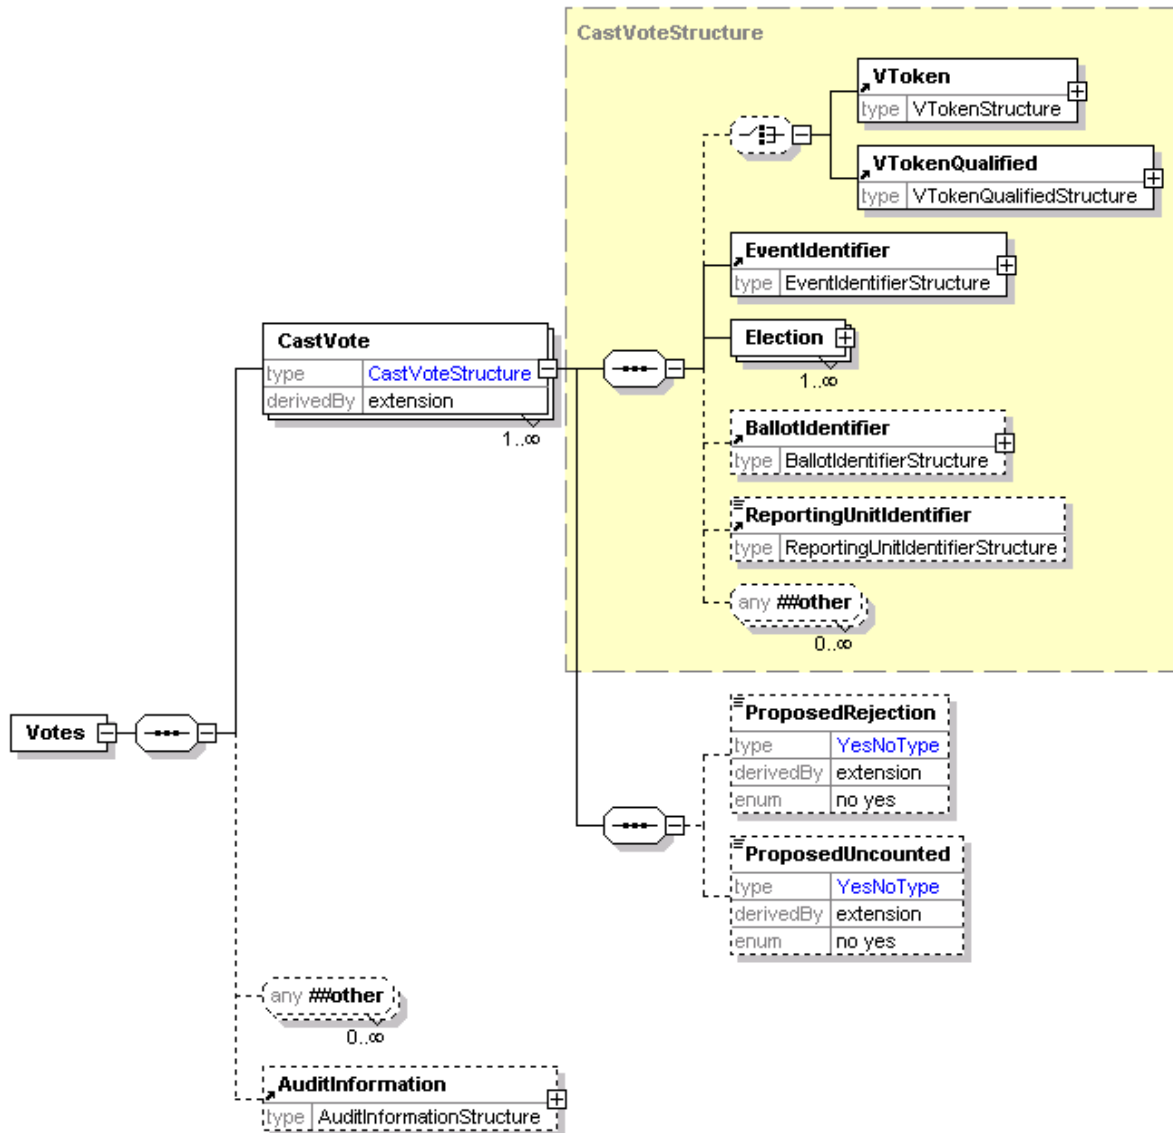 CastVoteStructure
VToken
type VTokenStructure
VTokenQualified
type VTokenQualifiedStructure
EventIdentifier
type EventIdentifierStructure
CastVote
type CastVoteStructure
derivedBy extension
1..∞
Election
1..∞
BallotIdentifier
type BallotIdentifierStructure
ReportingUnitIdentifier
type ReportingUnitIdentifierStructure
any ##other
0..∞
Votes
ProposedRejection
type YesNoType
derivedBy extension
enum no yes
ProposedUncounted
type YesNoType
derivedBy extension
enum no yes
any ##other
0..∞
AuditInformation
type AuditInformationStructure